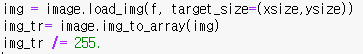 img = image.load_img(f, target_size=(xsize,ysize))
img_tr= image.img_to_array(img)
img_tr /= 255.